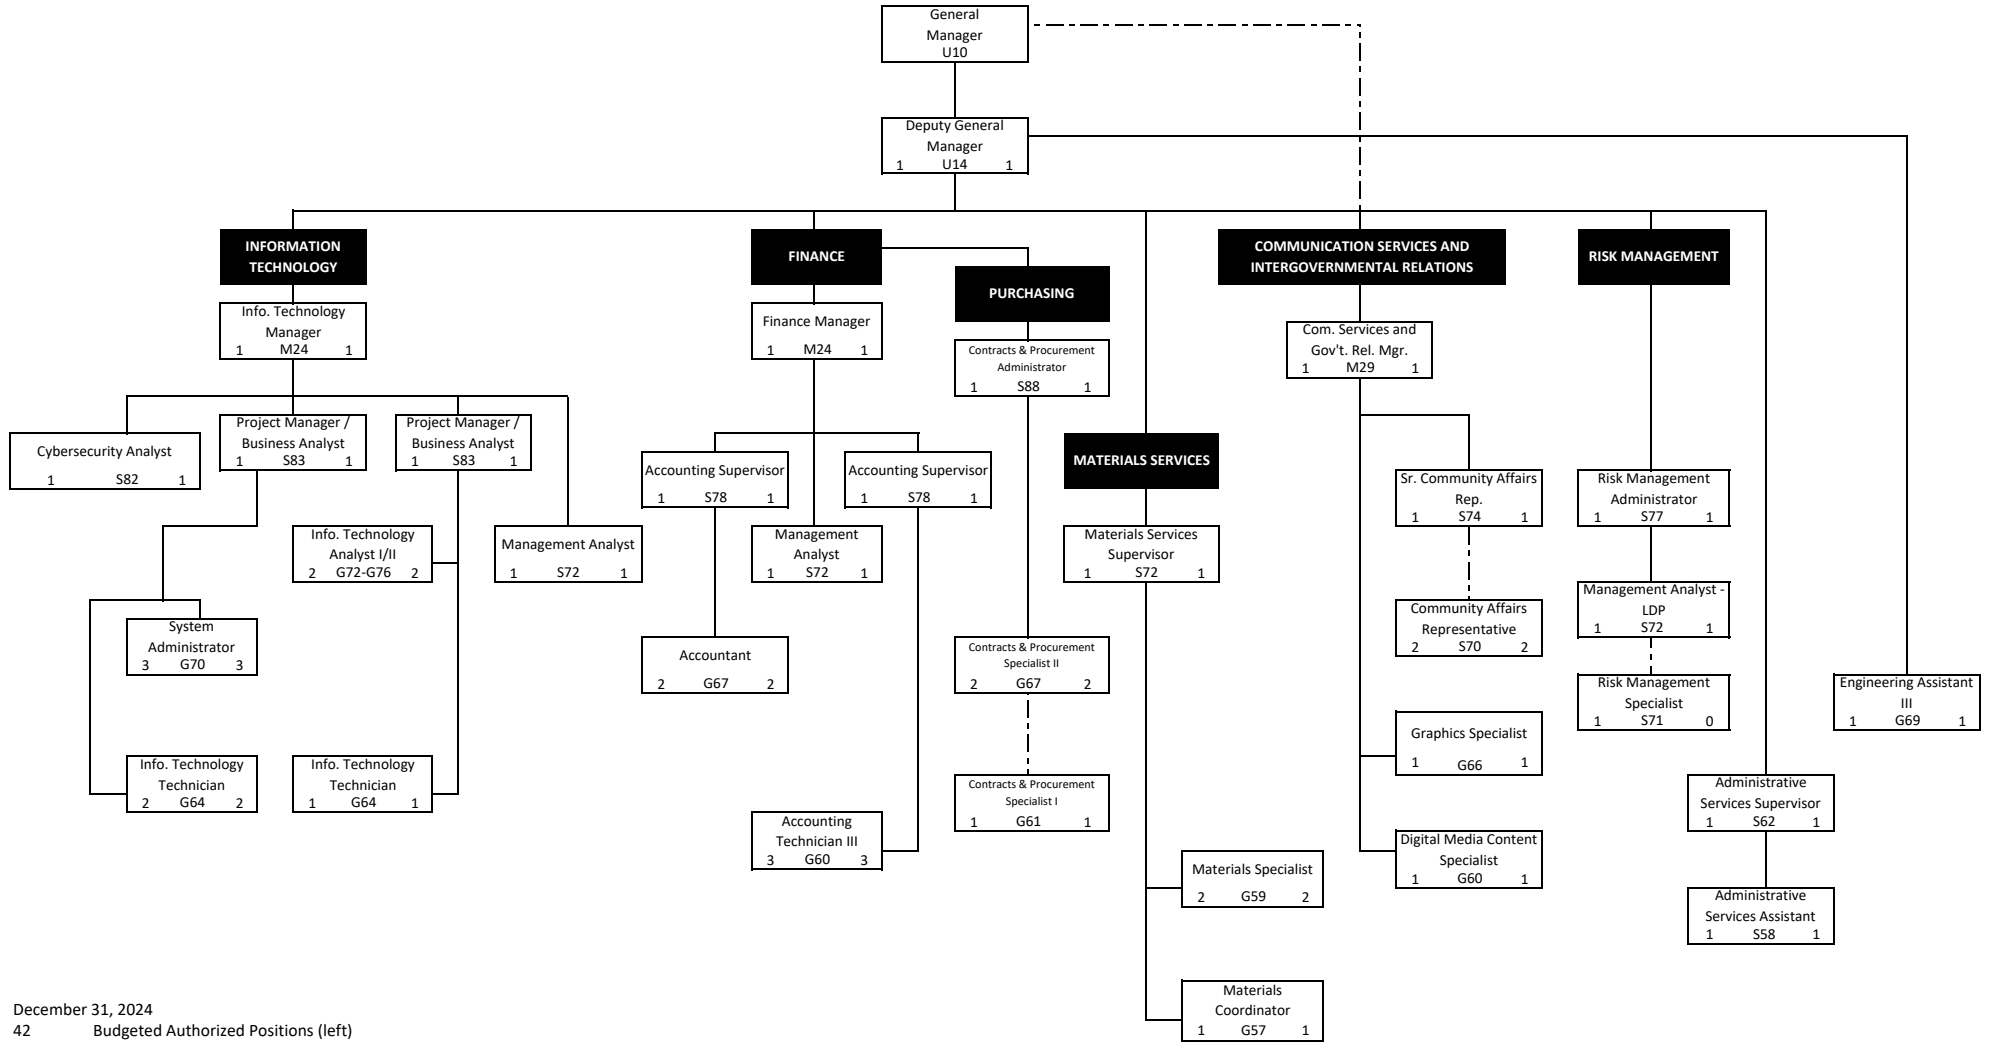 General
Manager
U10
Deputy General
Manager
1 U14 1
INFORMATION
TECHNOLOGY
Info. Technology
Manager
1 M24 1
Cybersecurity Analyst
1 S82 1
Project Manager /
Business Analyst
1 S83 1
Project Manager /
Business Analyst
1 S83 1
Info. Technology
Analyst I/II
2 G72-G76 2
Management Analyst
1 S72 1
System
Administrator
3 G70 3
Info. Technology
Technician
2 G64 2
Info. Technology
Technician
1 G64 1
FINANCE
Finance Manager
1 M24 1
Accounting Supervisor
1 S78 1
Accounting Supervisor
1 S78 1
Management
Analyst
1 S72 1
Accountant
2 G67 2
Accounting
Technician III
3 G60 3
PURCHASING
Contracts & Procurement
Administrator
1 S88 1
Contracts & Procurement
Specialist II
2 G67 2
Contracts & Procurement
Specialist I
1 G61 1
MATERIALS SERVICES
Materials Services
Supervisor
1 S72 1
Materials Specialist
2 G59 2
Materials
Coordinator
1 G57 1
COMMUNICATION SERVICES AND
INTERGOVERNMENTAL RELATIONS
Com. Services and
Gov't. Rel. Mgr.
1 M29 1
Sr. Community Affairs
Rep.
1 S74 1
Community Affairs
Representative
2 S70 2
Graphics Specialist
1 G66 1
Digital Media Content
Specialist
1 G60 1
RISK MANAGEMENT
Risk Management
Administrator
1 S77 1
Management Analyst -
LDP
1 S72 1
Risk Management
Specialist
1 S71 0
Administrative
Services Supervisor
1 S62 1
Administrative
Services Assistant
1 S58 1
Engineering Assistant
III
1 G69 1
December 31, 2024
42 Budgeted Authorized Positions (left)